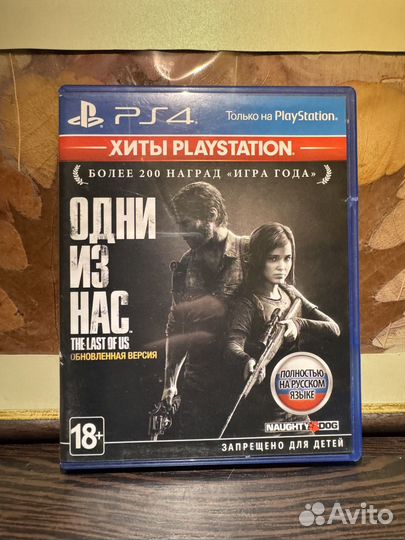 PS4
Только на PlayStation
ХИТЫ PLAYSTATION
БОЛЕЕ 200 НАГРАД «ИГРА ГОДА»
ОДНИ
ИЗ
НАС
THE LAST OF US
ОБНОВЛЕННАЯ ВЕРСИЯ
ПОЛНОСТЬЮ
НА РУССКОМ
ЯЗЫКЕ
18+
NAUGHTY DOG
ЗАПРЕЩЕНО ДЛЯ ДЕТЕЙ
Avito